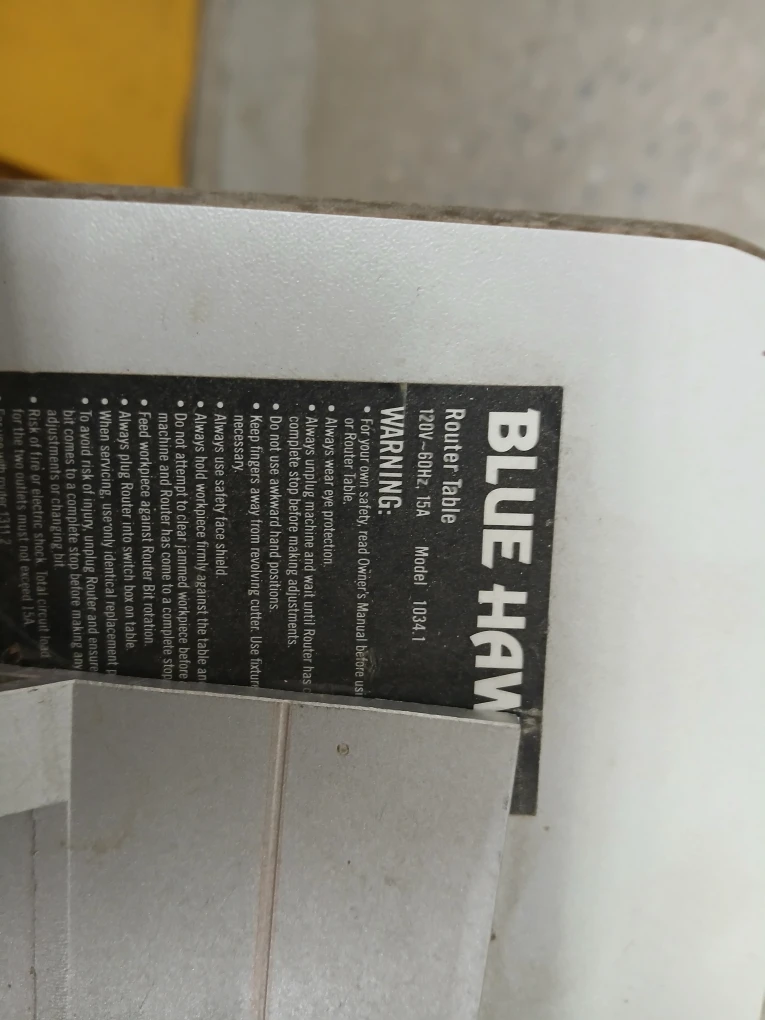 BLUE HAW
Router Table
120V~60Hz, 15A Model 1034.1
WARNING:
• For your own safety, read Owner's Manual before usi
or Router Table.
• Always wear eye protection.
• Always unplug machine and wait until Router has c
complete stop before making adjustments.
• Do not use awkward hand positions.
• Keep fingers away from revolving cutter. Use fixture
necessary.
• Always use safety face shield.
• Always hold workpiece firmly against the table an
• Do not attempt to clear jammed workpiece before
machine and Router has come to a complete stop
• Feed workpiece against Router Bit rotation.
• Always plug Router into switch box on table.
• When servicing, use only identical replacement p
• To avoid risk of injury, unplug Router and ensure
bit comes to a complete stop before making any
adjustments or changing bit
• Risk of fire or electric shock. Total circuit load
for the two outlets must not exceed 15A